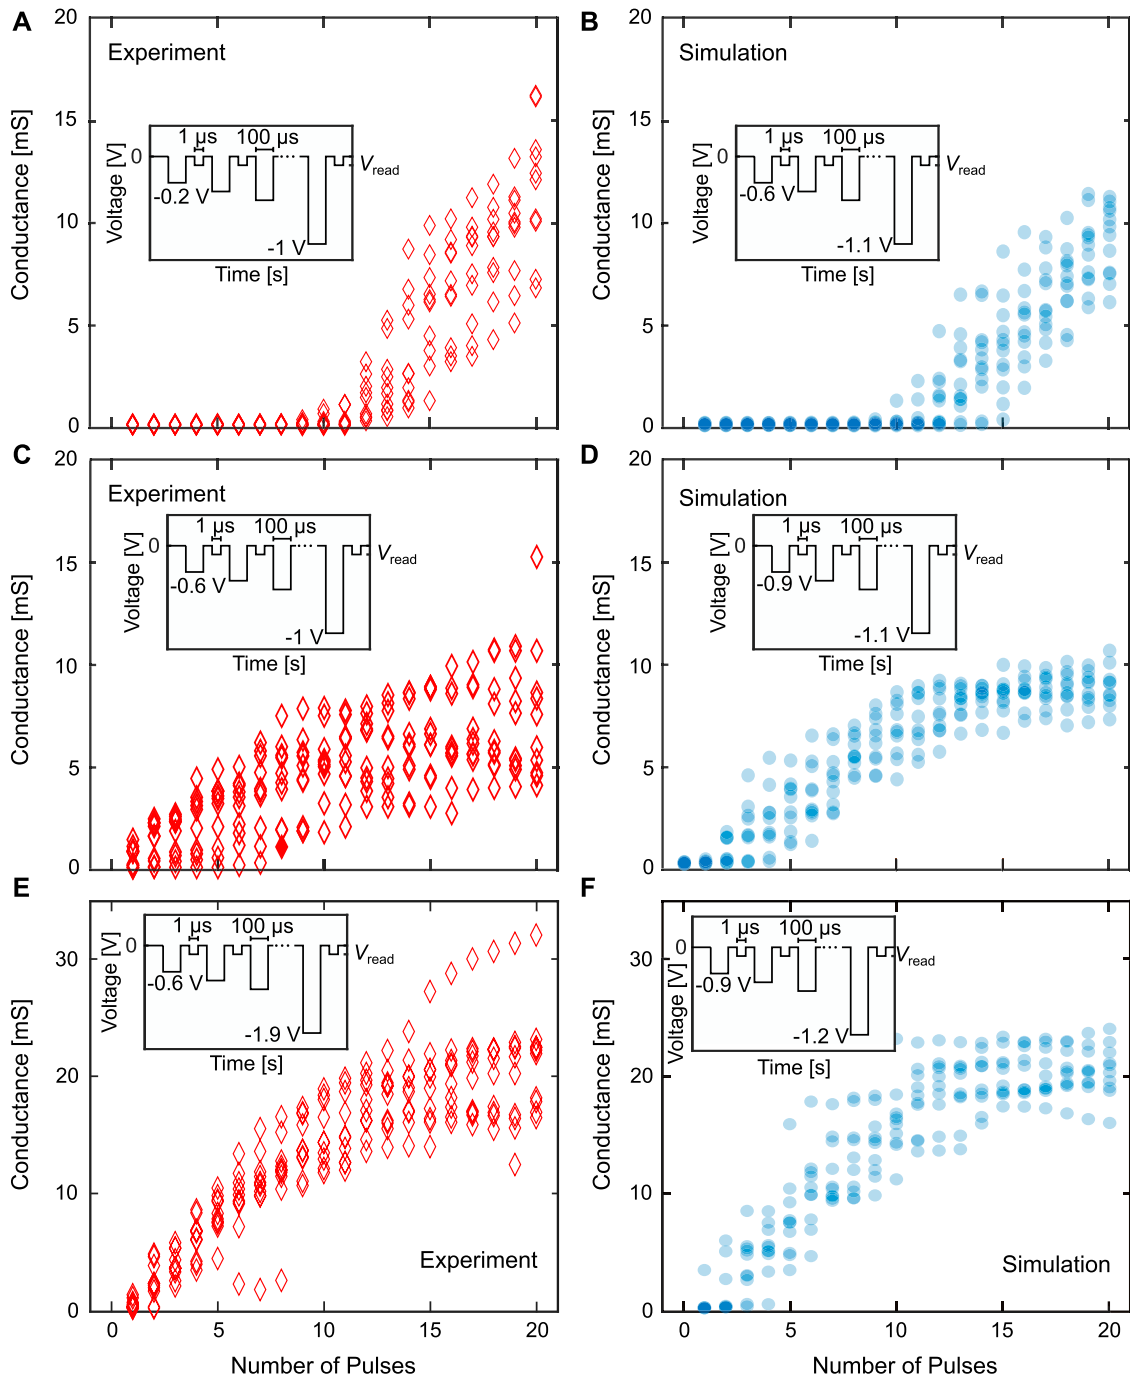 A
Experiment
20
15
10
5
0
Conductance [mS]
1 µs
100 µs
0
-0.2 V
-1 V
V read
Voltage [V]
Time [s]
B
Simulation
20
15
10
5
0
Conductance [mS]
1 µs
100 µs
0
-0.6 V
-1.1 V
V read
Voltage [V]
Time [s]
C
Experiment
20
15
10
5
0
Conductance [mS]
1 µs
100 µs
0
-0.6 V
-1 V
V read
Voltage [V]
Time [s]
D
Simulation
20
15
10
5
0
Conductance [mS]
1 µs
100 µs
0
-0.9 V
-1.1 V
V read
Voltage [V]
Time [s]
E
30
20
10
0
Conductance [mS]
1 µs
100 µs
0
-0.6 V
-1.9 V
V read
Voltage [V]
Time [s]
Experiment
0
5
10
15
20
Number of Pulses
F
30
20
10
0
Conductance [mS]
1 µs
100 µs
0
-0.9 V
-1.2 V
V read
Voltage [V]
Time [s]
Simulation
0
5
10
15
20
Number of Pulses